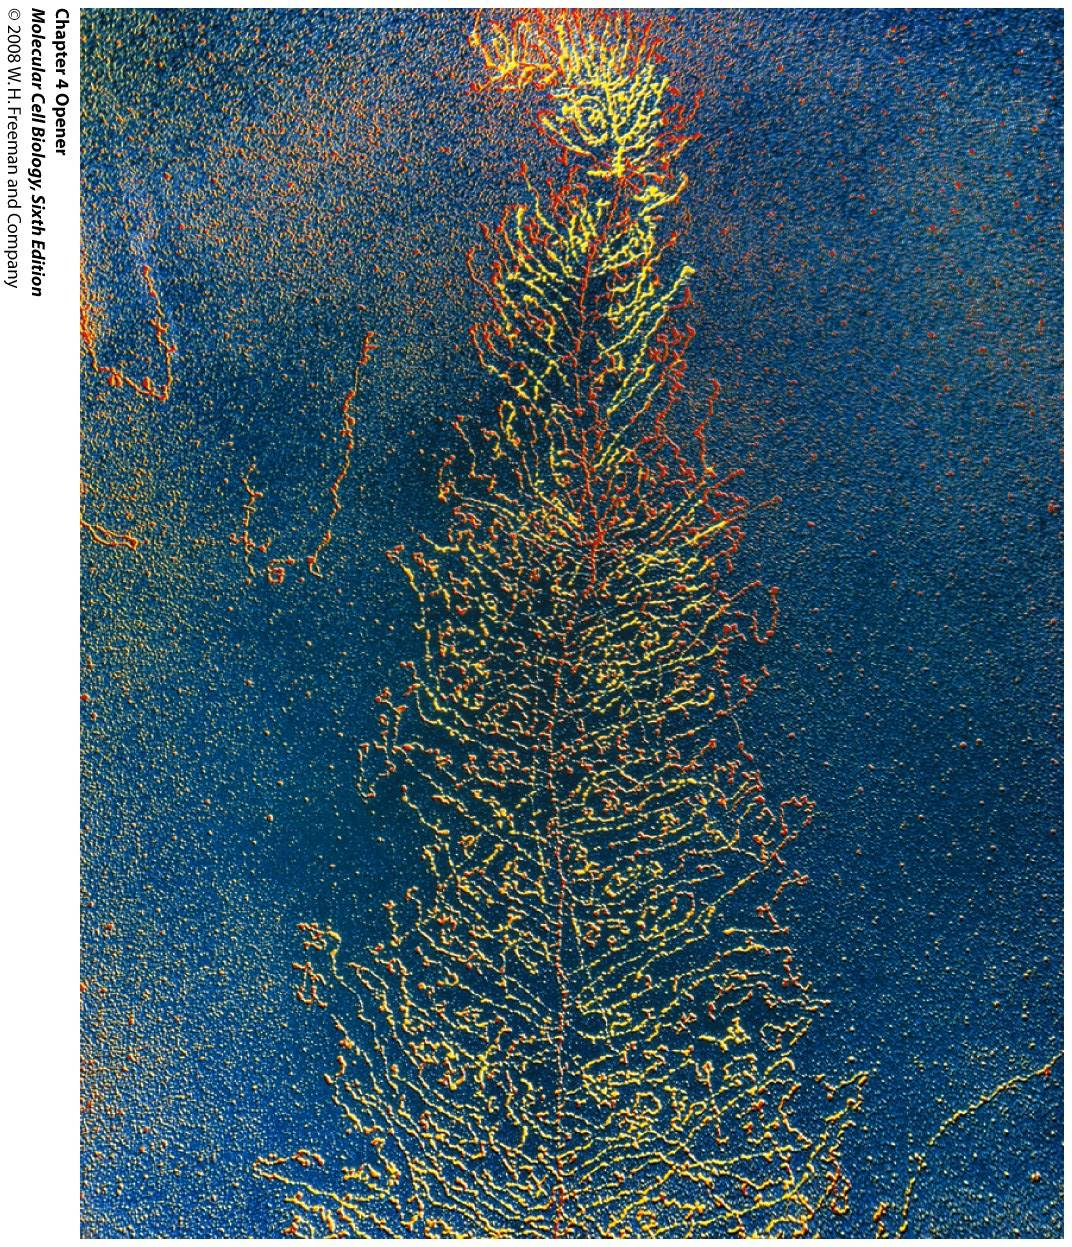 Chapter 4 Opener
Molecular Cell Biology, Sixth Edition
© 2008 W. H. Freeman and Company